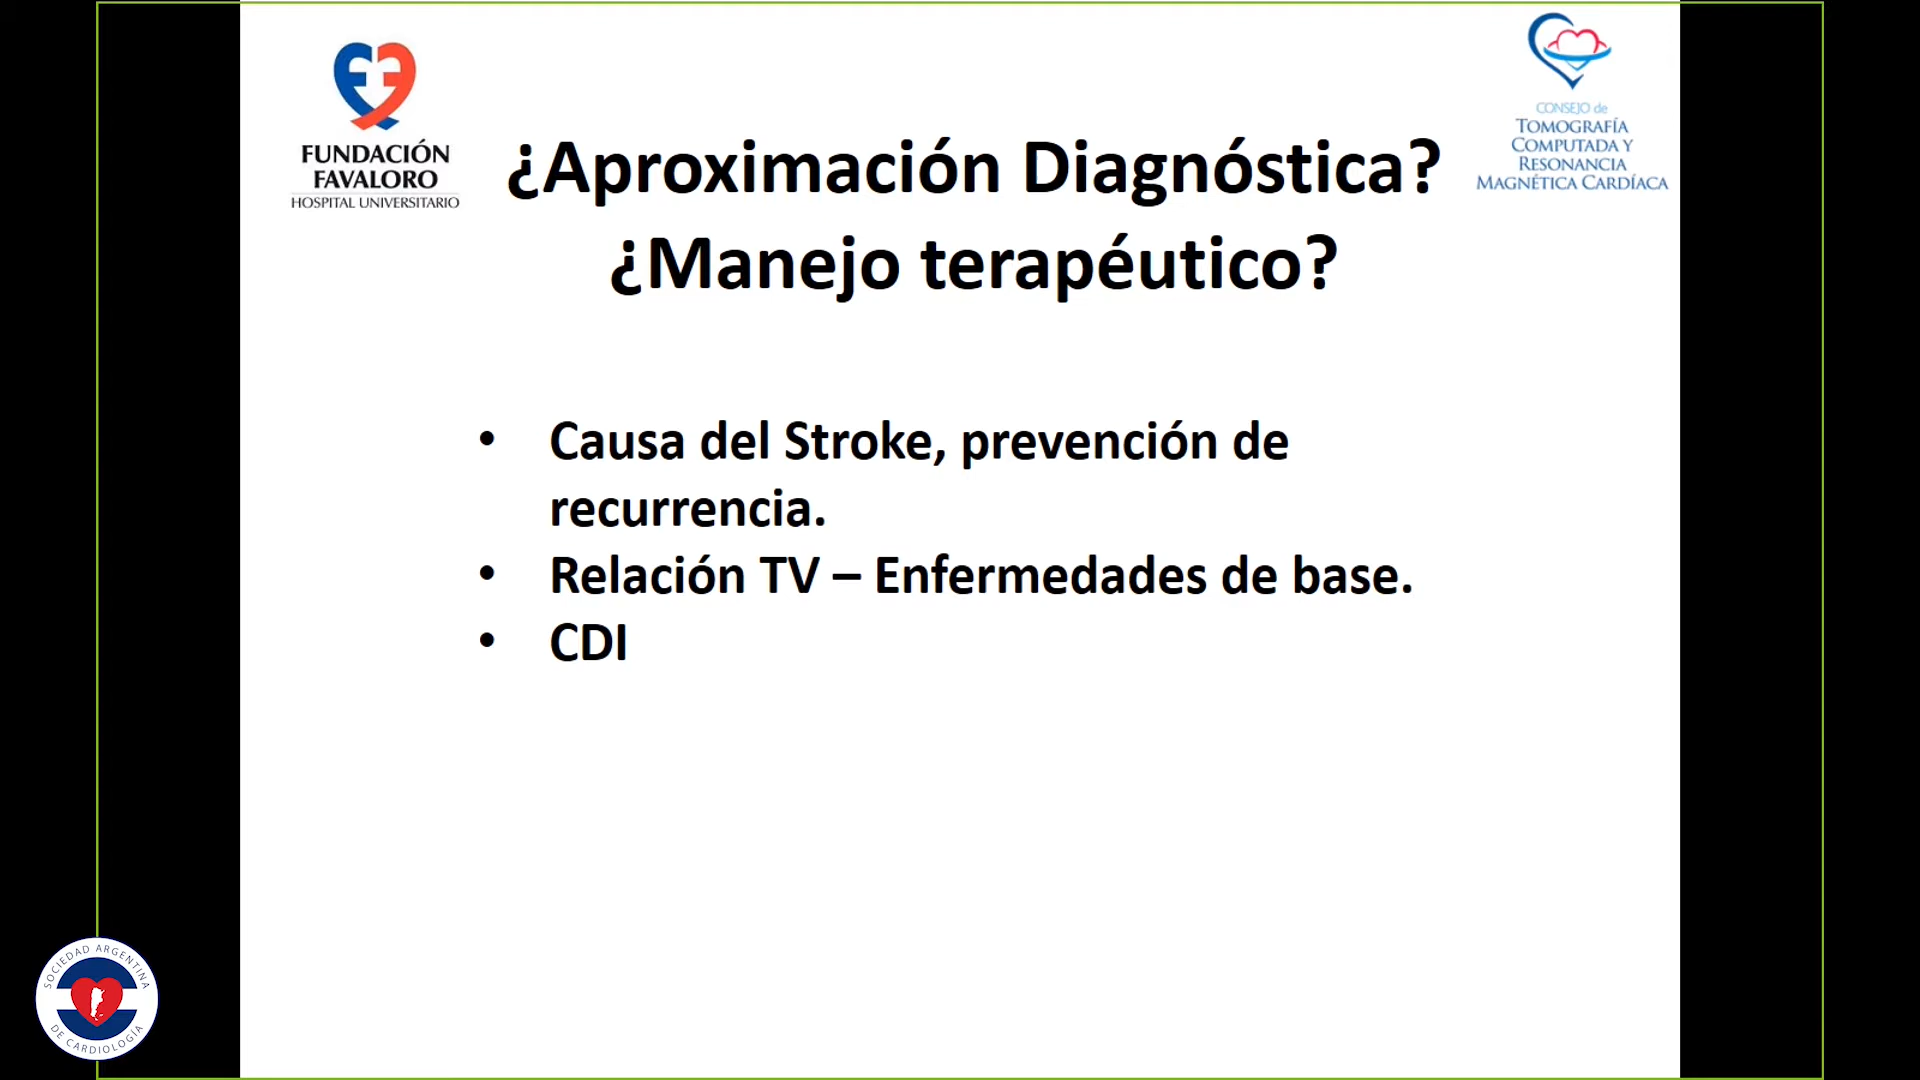 FUNDACIÓN
FAVALORO
HOSPITAL UNIVERSITARIO
CONSEJO de
TOMOGRAFÍA
COMPUTADA Y
RESONANCIA
MAGNÉTICA CARDÍACA
¿Aproximación Diagnóstica?
¿Manejo terapéutico?
• Causa del Stroke, prevención de
recurrencia.
• Relación TV – Enfermedades de base.
• CDI
SOCIEDAD ARGENTINA
DE CARDIOLOGÍA